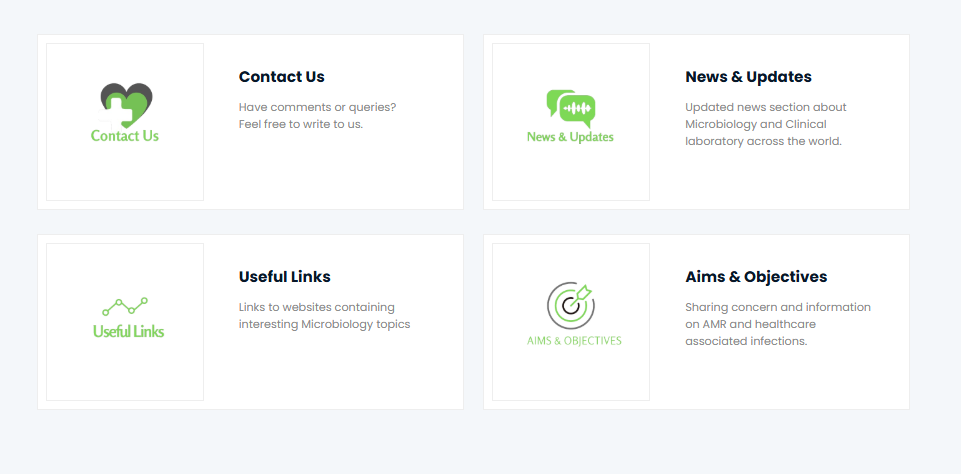 Contact Us
Contact Us
Have comments or queries?
Feel free to write to us.
News & Updates
News & Updates
Updated news section about
Microbiology and Clinical
laboratory across the world.
Useful Links
Useful Links
Links to websites containing
interesting Microbiology topics
AIMS & OBJECTIVES
Aims & Objectives
Sharing concern and information
on AMR and healthcare
associated infections.